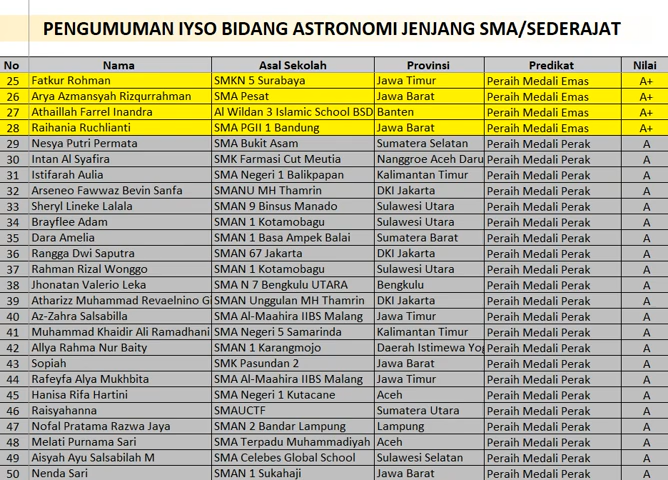 PENGUMUMAN IYSO BIDANG ASTRONOMI JENJANG SMA/SEDERAJAT
No Nama Asal Sekolah Provinsi Predikat Nilai
25 Fatkur Rohman SMKN 5 Surabaya Jawa Timur Peraih Medali Emas A+
26 Arya Azmansyah Rizqurrahman SMA Pesat Jawa Barat Peraih Medali Emas A+
27 Athaillah Farrel Inandra Al Wildan 3 Islamic School BSD Banten Peraih Medali Emas A+
28 Raihania Ruchlianti SMA PGII 1 Bandung Jawa Barat Peraih Medali Emas A+
29 Nesya Putri Permata SMA Bukit Asam Sumatera Selatan Peraih Medali Perak A
30 Intan Al Syafira SMK Farmasi Cut Meutia Nanggroe Aceh Daru Peraih Medali Perak A
31 Istifarah Aulia SMA Negeri 1 Balikpapan Kalimantan Timur Peraih Medali Perak A
32 Arseneo Fawwaz Bevin Sanfa SMANU MH Thamrin DKI Jakarta Peraih Medali Perak A
33 Sheryl Lineke Lalala SMAN 9 Binsus Manado Sulawesi Utara Peraih Medali Perak A
34 Brayflee Adam SMAN 1 Kotamobagu Sulawesi Utara Peraih Medali Perak A
35 Dara Amelia SMAN 1 Basa Ampek Balai Sumatera Barat Peraih Medali Perak A
36 Rangga Dwi Saputra SMAN 67 Jakarta DKI Jakarta Peraih Medali Perak A
37 Rahman Rizal Wonggo SMAN 1 Kotamobagu Sulawesi Utara Peraih Medali Perak A
38 Jhonatan Valerio Leka SMA N 7 Bengkulu UTARA Bengkulu Peraih Medali Perak A
39 Atharizz Muhammad Revaelnino Gi SMAN Unggulan MH Thamrin DKI Jakarta Peraih Medali Perak A
40 Az-Zahra Salsabilla SMA Al-Maahira IIBS Malang Jawa Timur Peraih Medali Perak A
41 Muhammad Khaidir Ali Ramadhani SMA Negeri 5 Samarinda Kalimantan Timur Peraih Medali Perak A
42 Allya Rahma Nur Baity SMAN 1 Karangmojo Daerah Istimewa Yog Peraih Medali Perak A
43 Sopiah SMK Pasundan 2 Jawa Barat Peraih Medali Perak A
44 Rafeyfa Alya Mukhbita SMA Al-Maahira IIBS Malang Jawa Timur Peraih Medali Perak A
45 Hanisa Rifa Hartini SMA Negeri 1 Kutacane Aceh Peraih Medali Perak A
46 Raisyahanna SMAUCTF Sumatera Utara Peraih Medali Perak A
47 Nofal Pratama Razwa Jaya SMAN 2 Bandar Lampung Lampung Peraih Medali Perak A
48 Melati Purnama Sari SMA Terpadu Muhammadiyah Aceh Peraih Medali Perak A
49 Aisyah Ayu Salsabilah M SMA Celebes Global School Sulawesi Selatan Peraih Medali Perak A
50 Nenda Sari SMAN 1 Sukahaji Jawa Barat Peraih Medali Perak A